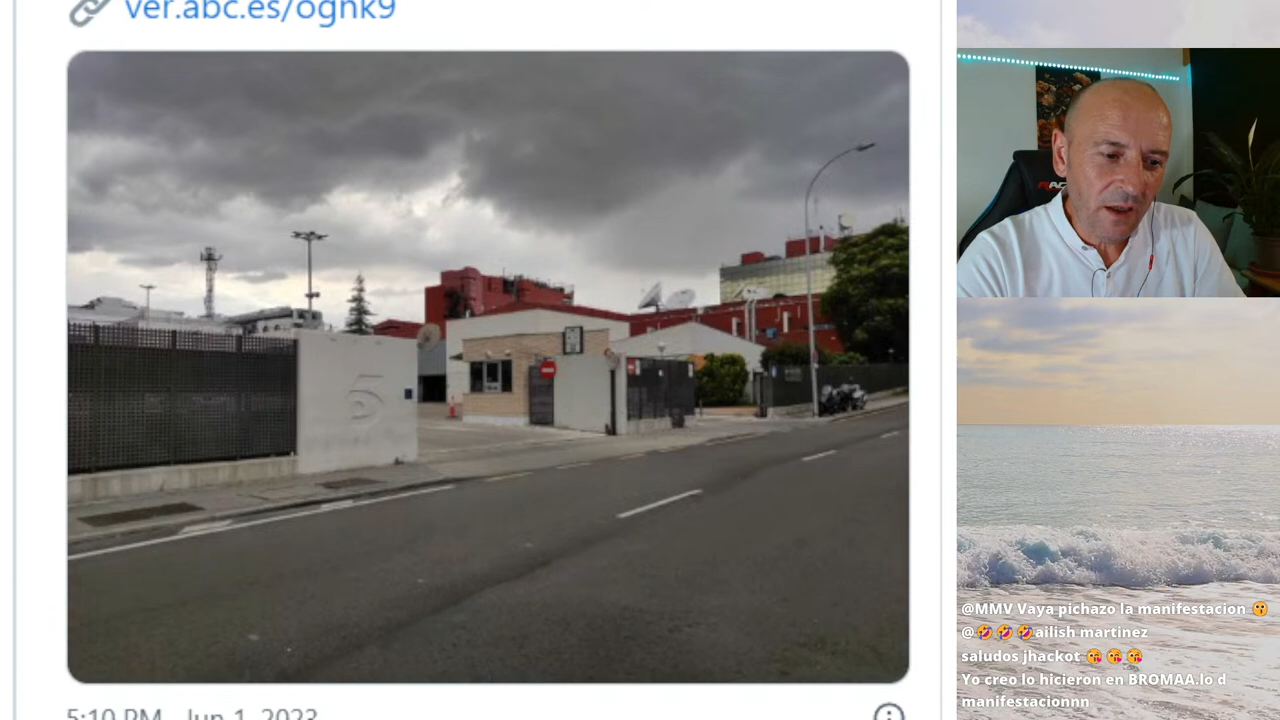 ver.abc.es/ognk9
5
5:10 PM Jun 1, 2023
@MMV Vaya pichazo la manifestacion 🤫
@🤣🤣🤣ailish martinez
saludos jhackot 😘😘😘
Yo creo lo hicieron en BROMAA.lo d
manifestacionnn